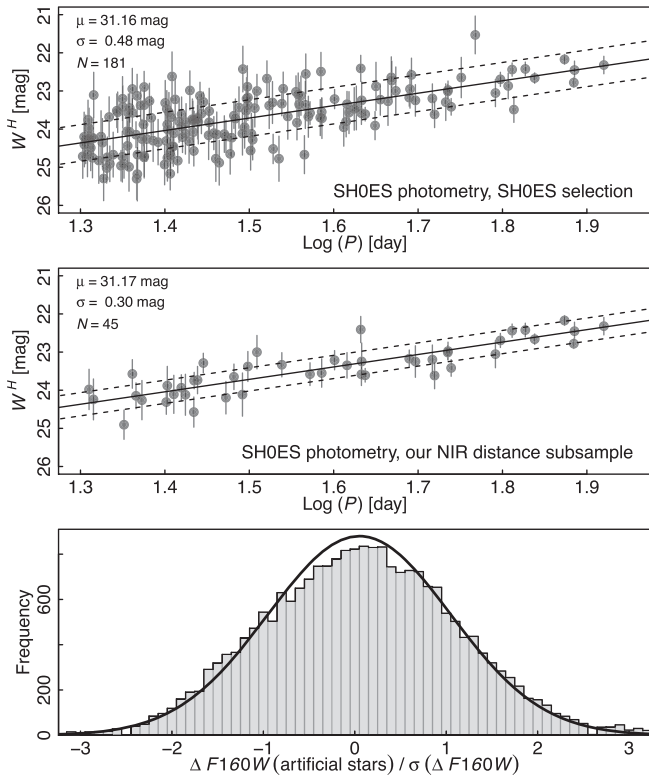 μ = 31.16 mag
σ = 0.48 mag
N = 181
21
22
23
24
25
26
W^H [mag]
SH0ES photometry, SH0ES selection
1.3 1.4 1.5 1.6 1.7 1.8 1.9
Log (P) [day]
μ = 31.17 mag
σ = 0.30 mag
N = 45
21
22
23
24
25
26
W^H [mag]
SH0ES photometry, our NIR distance subsample
1.3 1.4 1.5 1.6 1.7 1.8 1.9
Log (P) [day]
600
200
0
Frequency
−3 −2 −1 0 1 2 3
Δ F160W (artificial stars) / σ (Δ F160W)